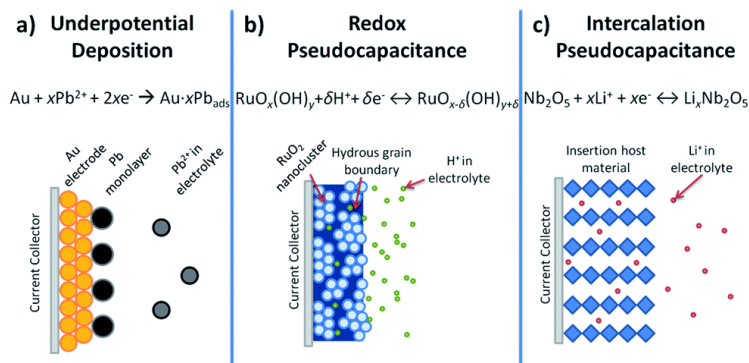 a) Underpotential
Deposition
Au + xPb²⁺ + 2xe⁻ → Au·xPb_ads
Au
electrode
Pb
monolayer
Pb²⁺ in
electrolyte
Current Collector
b) Redox
Pseudocapacitance
RuOₓ(OH)ᵧ+δH⁺+ δe⁻ ↔ RuOₓ₋δ(OH)ᵧ₊δ
RuO₂
nanocluster
Hydrous grain
boundary
H⁺ in
electrolyte
Current Collector
c) Intercalation
Pseudocapacitance
Nb₂O₅ + xLi⁺ + xe⁻ ↔ LiₓNb₂O₅
Insertion host
material
Li⁺ in
electrolyte
Current Collector